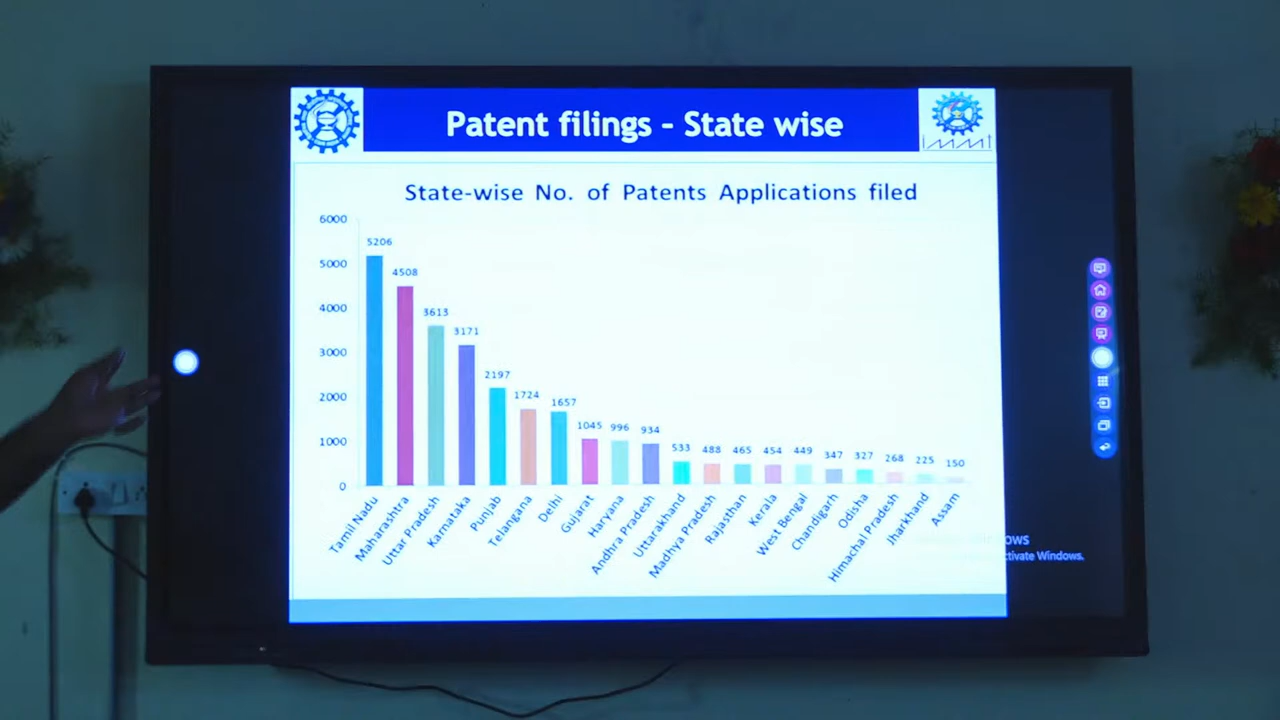 Patent filings - State wise
State-wise No. of Patents Applications filed
6000
5000
4000
3000
2000
1000
0
5206
4508
3613
3171
2197
1724
1657
1045
996
934
533
488
465
454
449
347
327
268
225
150
Tamil Nadu
Maharashtra
Uttar Pradesh
Karnataka
Punjab
Telangana
Delhi
Gujarat
Haryana
Andhra Pradesh
Uttarakhand
Madhya Pradesh
Rajasthan
Kerala
West Bengal
Chandigarh
Odisha
Himachal Pradesh
Jharkhand
Assam
Windows.